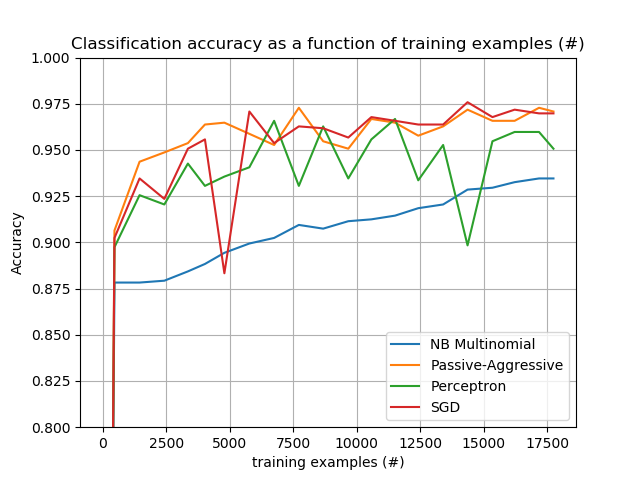 Classification accuracy as a function of training examples (#)
1.000
0.975
0.950
0.925
0.900
0.875
0.850
0.825
0.800
Accuracy
NB Multinomial
Passive-Aggressive
Perceptron
SGD
0 2500 5000 7500 10000 12500 15000 17500
training examples (#)